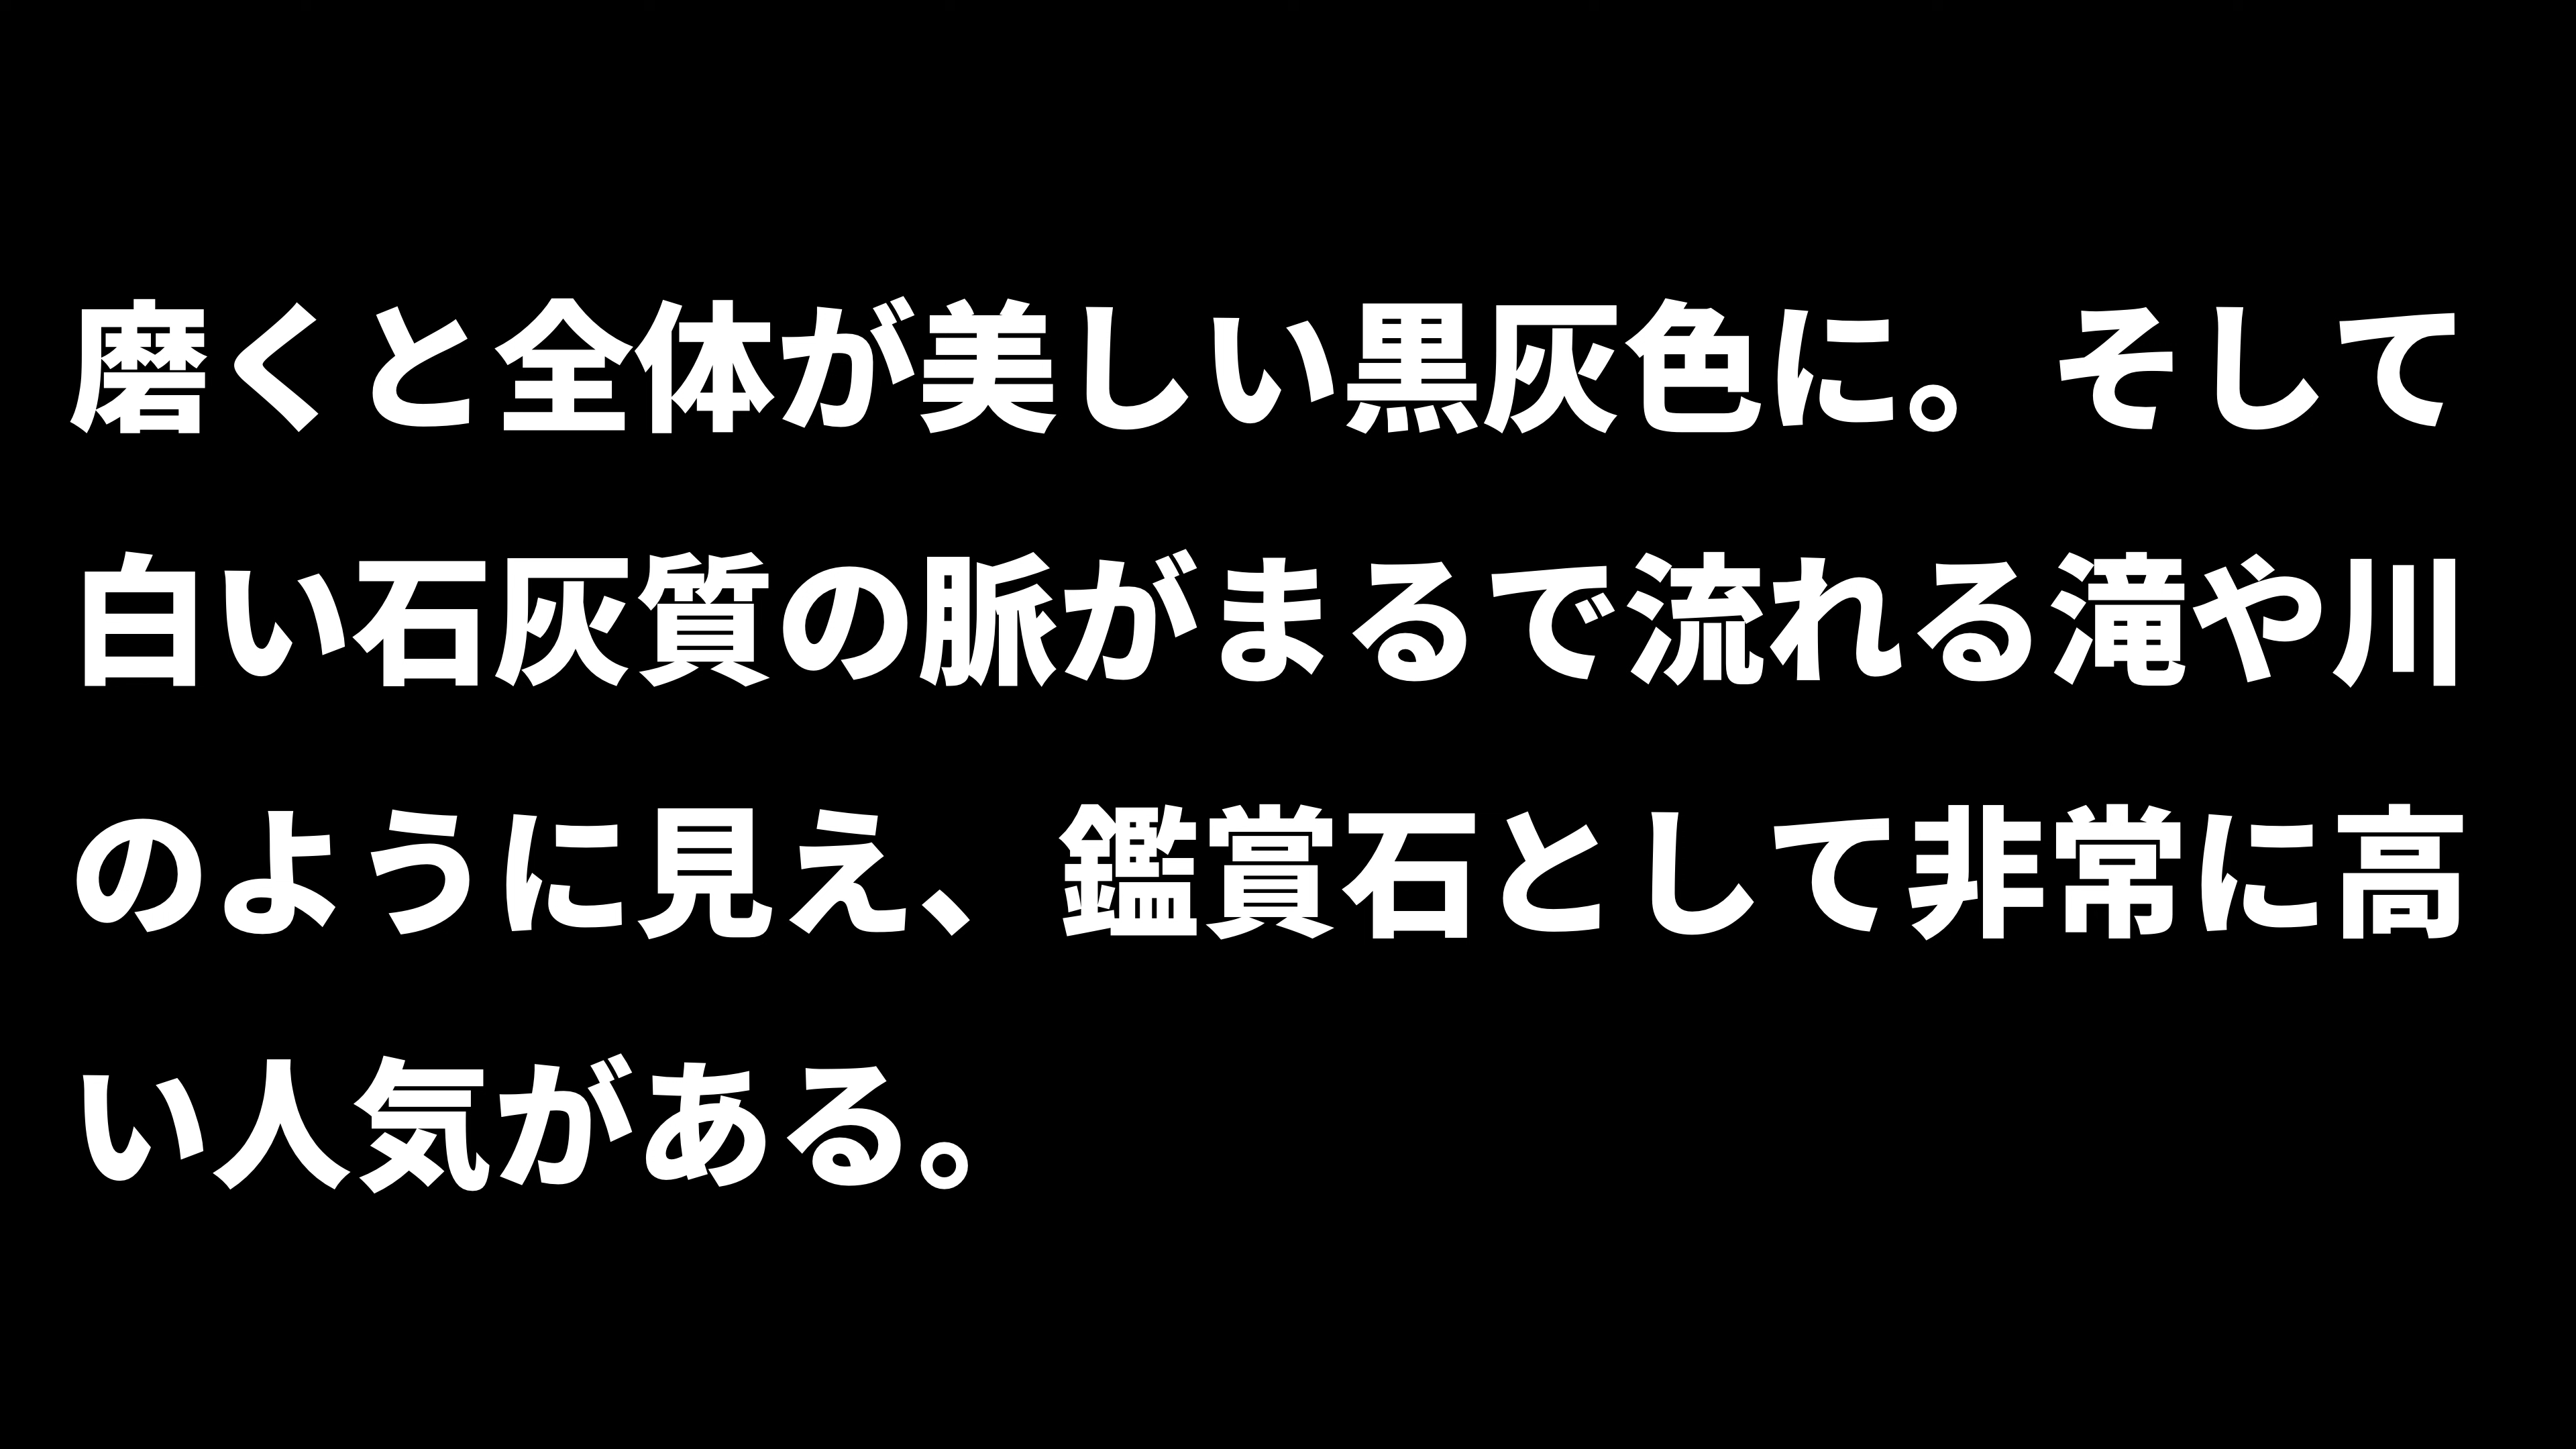 磨くと全体が美しい黒灰色に。そして
白い石灰質の脈がまるで流れる滝や川
のように見え、鑑賞石として非常に高
い人気がある。